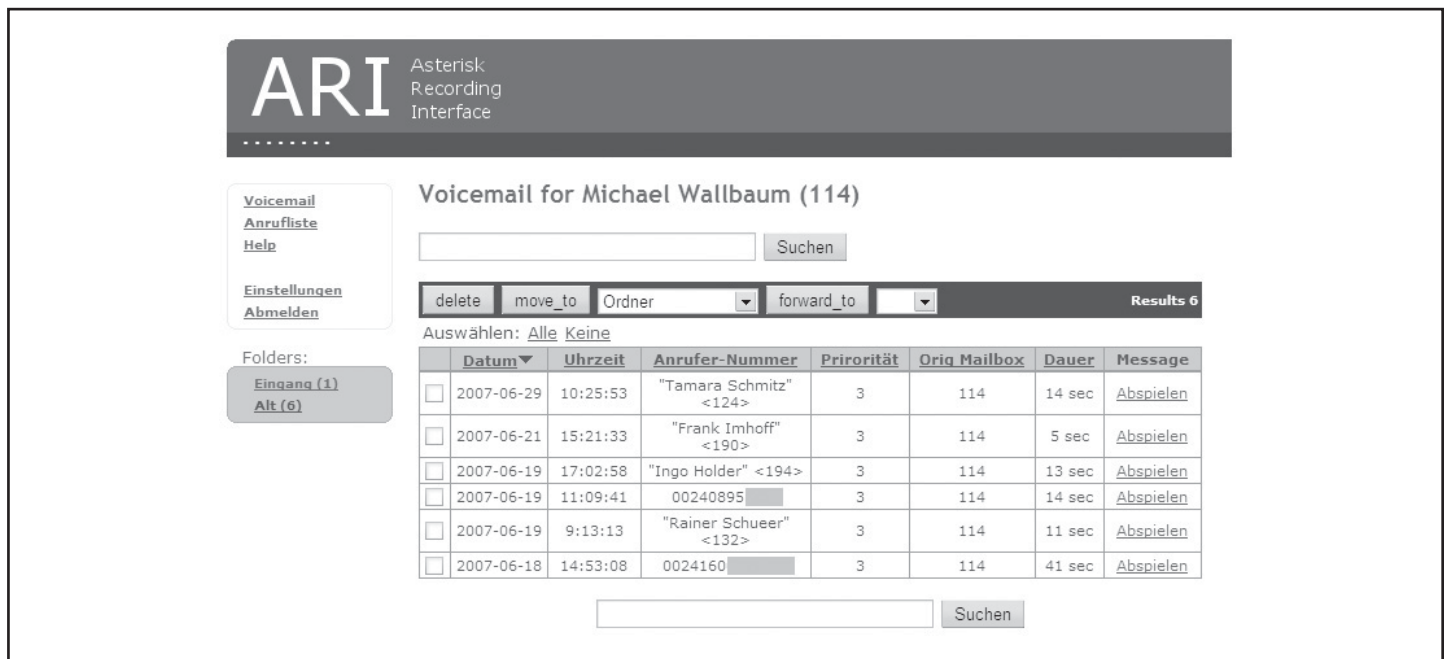 ARI Asterisk
Recording
Interface
Voicemail
Anrufliste
Help
Einstellungen
Abmelden
Folders:
Eingang (1)
Alt (6)
Voicemail for Michael Wallbaum (114)
Suchen
delete move_to Ordner forward_to Results 6
Auswählen: Alle Keine
Datum Uhrzeit Anrufer-Nummer Prirorität Orig Mailbox Dauer Message
2007-06-29 10:25:53 "Tamara Schmitz" <124> 3 114 14 sec Abspielen
2007-06-21 15:21:33 "Frank Imhoff" <190> 3 114 5 sec Abspielen
2007-06-19 17:02:58 "Ingo Holder" <194> 3 114 13 sec Abspielen
2007-06-19 11:09:41 00240895 3 114 14 sec Abspielen
2007-06-19 9:13:13 "Rainer Schueer" <132> 3 114 11 sec Abspielen
2007-06-18 14:53:08 0024160 3 114 41 sec Abspielen
Suchen